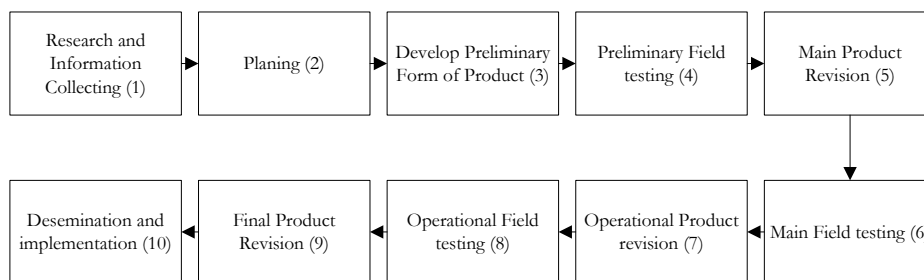 Research and
Information
Collecting (1)
Planing (2)
Develop Preliminary
Form of Product (3)
Preliminary Field
testing (4)
Main Product
Revision (5)
Desemination and
implementation (10)
Final Product
Revision (9)
Operational Field
testing (8)
Operational Product
revision (7)
Main Field testing (6